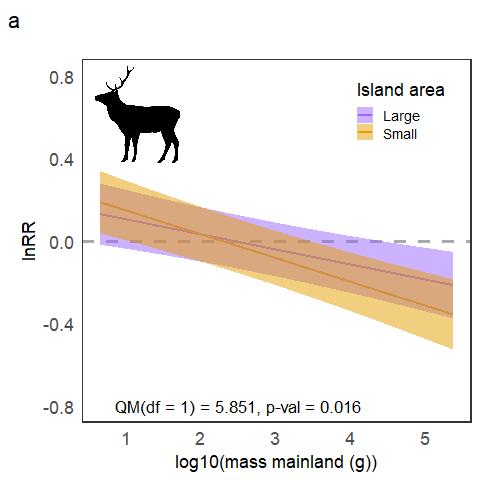 a
Island area
Large
Small
0.8
0.4
0.0
-0.4
-0.8
lnRR
QM(df = 1) = 5.851, p-val = 0.016
1 2 3 4 5
log10(mass mainland (g))